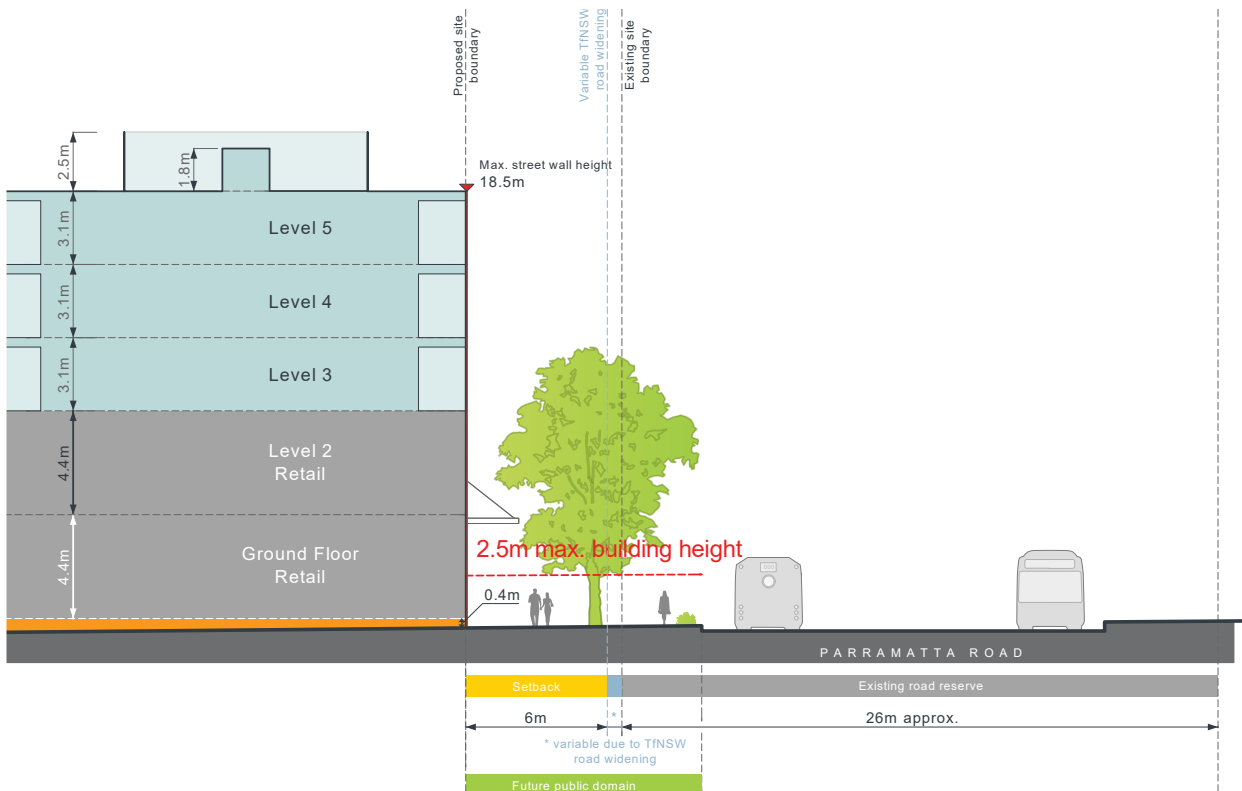 Proposed site
boundary
Variable TfNSW
road widening
Existing site
boundary
2.5m
1.8m
Max. street wall height
18.5m
3.1m
Level 5
3.1m
Level 4
3.1m
Level 3
4.4m
Level 2
Retail
4.4m
Ground Floor
Retail
2.5m max. building height
0.4m
PARRAMATTA ROAD
Setback
Existing road reserve
6m
*
26m approx.
* variable due to TfNSW
road widening
Future public domain